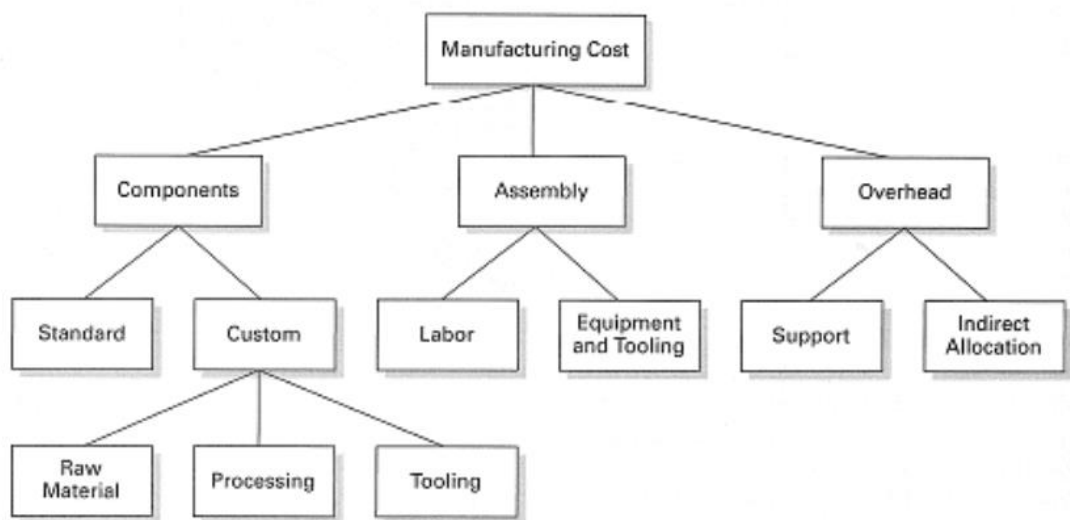 Manufacturing Cost
Components
Assembly
Overhead
Standard
Custom
Labor
Equipment
and Tooling
Support
Indirect
Allocation
Raw
Material
Processing
Tooling